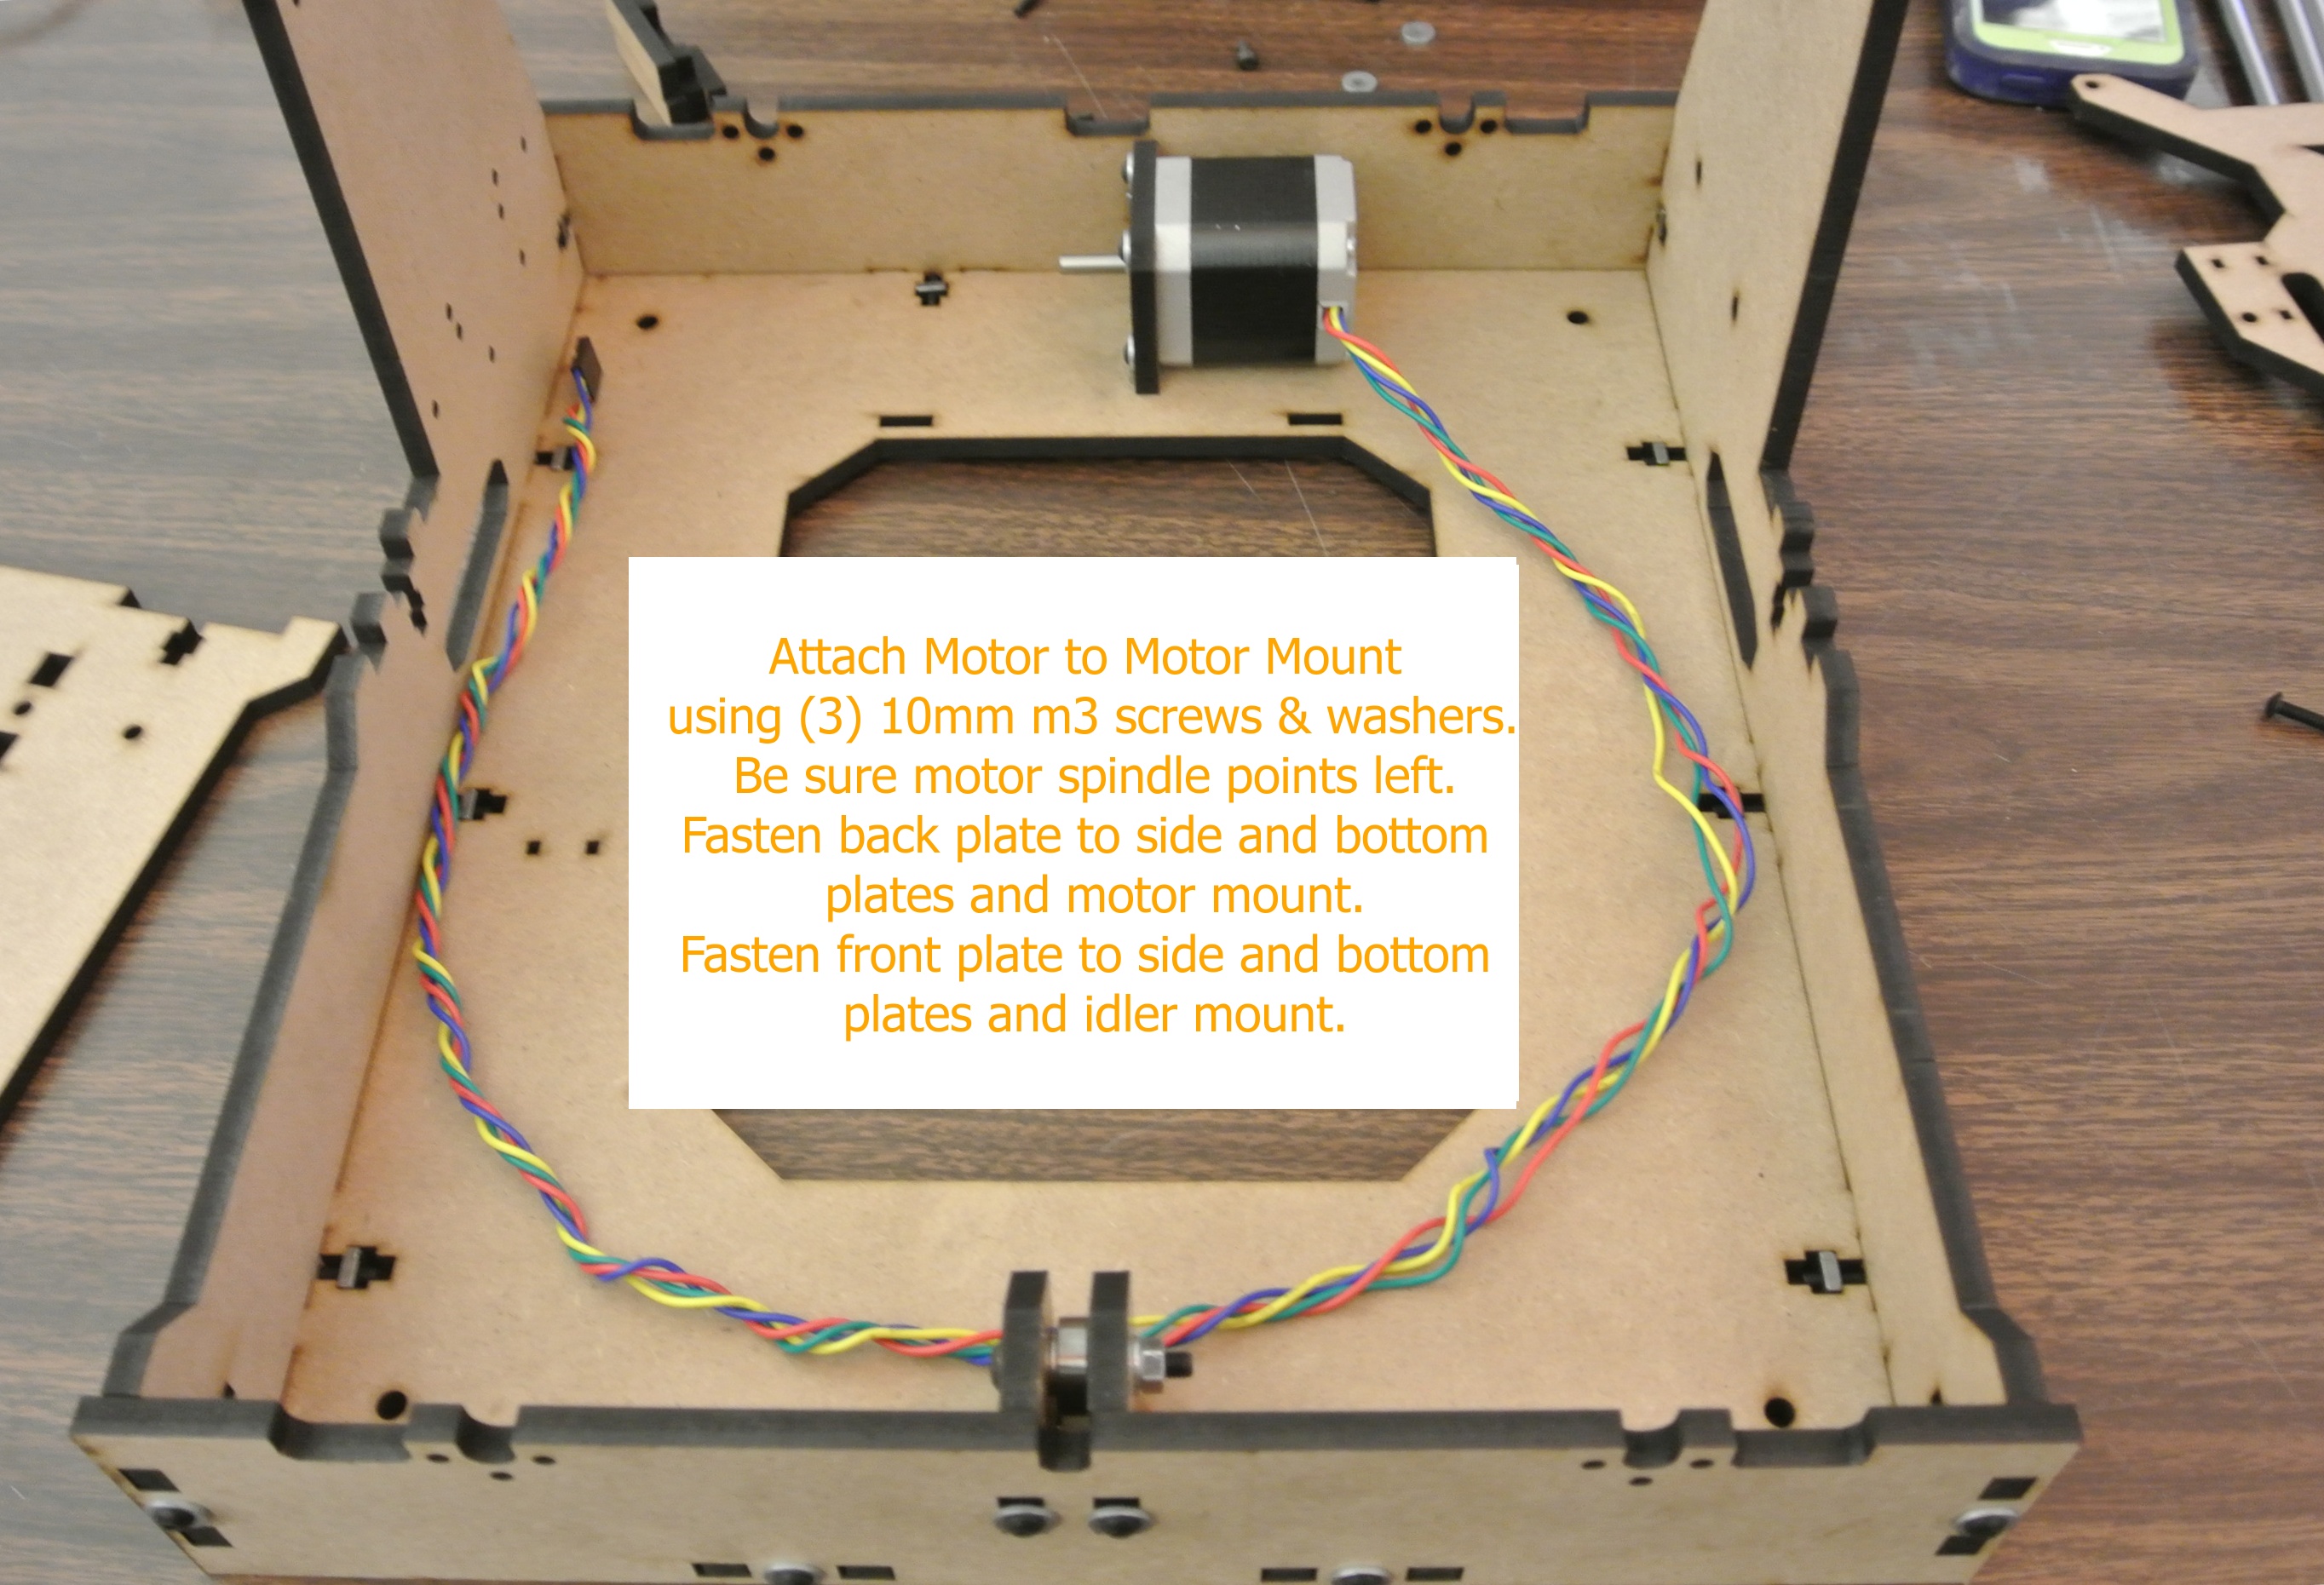 Attach Motor to Motor Mount
using (3) 10mm m3 screws & washers.
Be sure motor spindle points left.
Fasten back plate to side and bottom
plates and motor mount.
Fasten front plate to side and bottom
plates and idler mount.